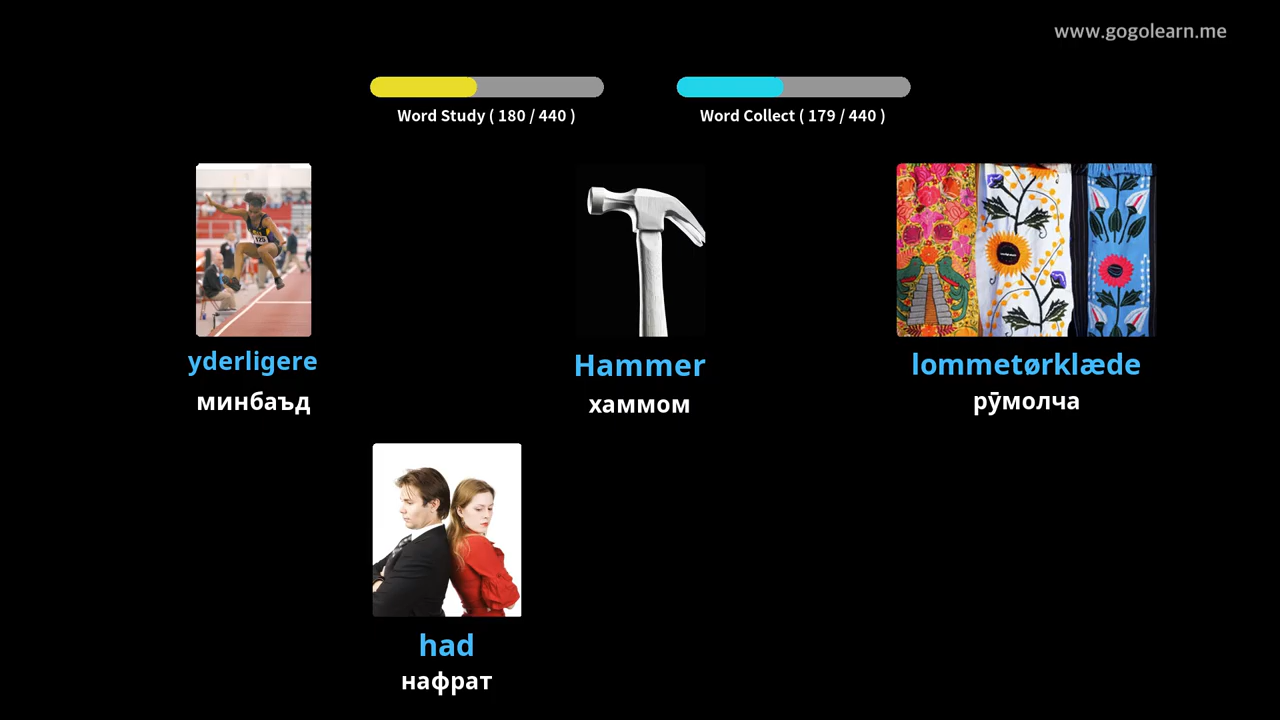 www.gogolearn.me
Word Study ( 180 / 440 )
Word Collect ( 179 / 440 )
yderligere
минбаъд
Hammer
хаммом
lommetørklæde
рӯмолча
had
нафрат